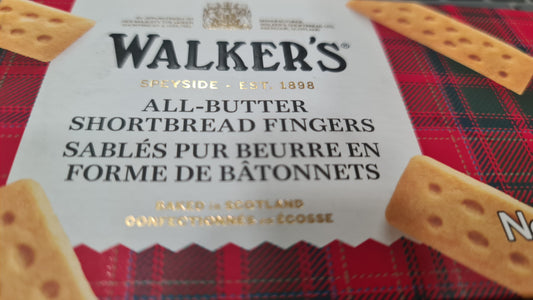 WALKER'S®
SPEYSIDE · EST. 1898
ALL-BUTTER
SHORTBREAD FINGERS
SABLÉS PUR BEURRE EN
FORME DE BÂTONNETS
BAKED IN SCOTLAND
CONFECTIONNÉS EN ÉCOSSE